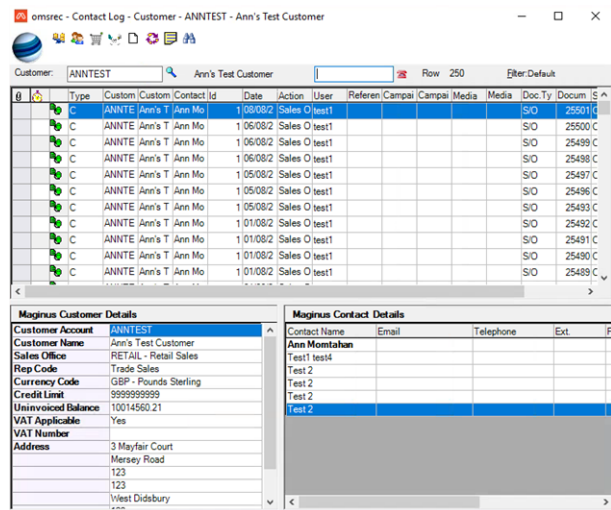 omsrec - Contact Log - Customer - ANNTEST - Ann's Test Customer
Customer: ANNTEST Ann's Test Customer Row 250 Filter:Default
Type Custom Custom Contact Id Date Action User Referen Campai Campai Media Media Doc.Ty Docum S
C ANNTE Ann's T Ann Mo 1 08/08/2 Sales O test1 S/O 25501 C
C ANNTE Ann's T Ann Mo 1 06/08/2 Sales O test1 S/O 25500 C
C ANNTE Ann's T Ann Mo 1 06/08/2 Sales O test1 S/O 25499 C
C ANNTE Ann's T Ann Mo 1 06/08/2 Sales O test1 S/O 25498 C
C ANNTE Ann's T Ann Mo 1 05/08/2 Sales O test1 S/O 25497 C
C ANNTE Ann's T Ann Mo 1 05/08/2 Sales O test1 S/O 25496 C
C ANNTE Ann's T Ann Mo 1 05/08/2 Sales O test1 S/O 25493 C
C ANNTE Ann's T Ann Mo 1 01/08/2 Sales O test1 S/O 25492 C
C ANNTE Ann's T Ann Mo 1 01/08/2 Sales O test1 S/O 25491 C
C ANNTE Ann's T Ann Mo 1 01/08/2 Sales O test1 S/O 25490 C
C ANNTE Ann's T Ann Mo 1 01/08/2 Sales O test1 S/O 25489 C
Maginus Customer Details
Customer Account ANNTEST
Customer Name Ann's Test Customer
Sales Office RETAIL - Retail Sales
Rep Code Trade Sales
Currency Code GBP - Pounds Sterling
Credit Limit 9999999999
Uninvoiced Balance 10014560.21
VAT Applicable Yes
VAT Number
Address 3 Mayfair Court
Mersey Road
123
123
West Didsbury
Maginus Contact Details
Contact Name Email Telephone Ext.
Ann Momtahan
Test1 test4
Test 2
Test 2
Test 2
Test 2